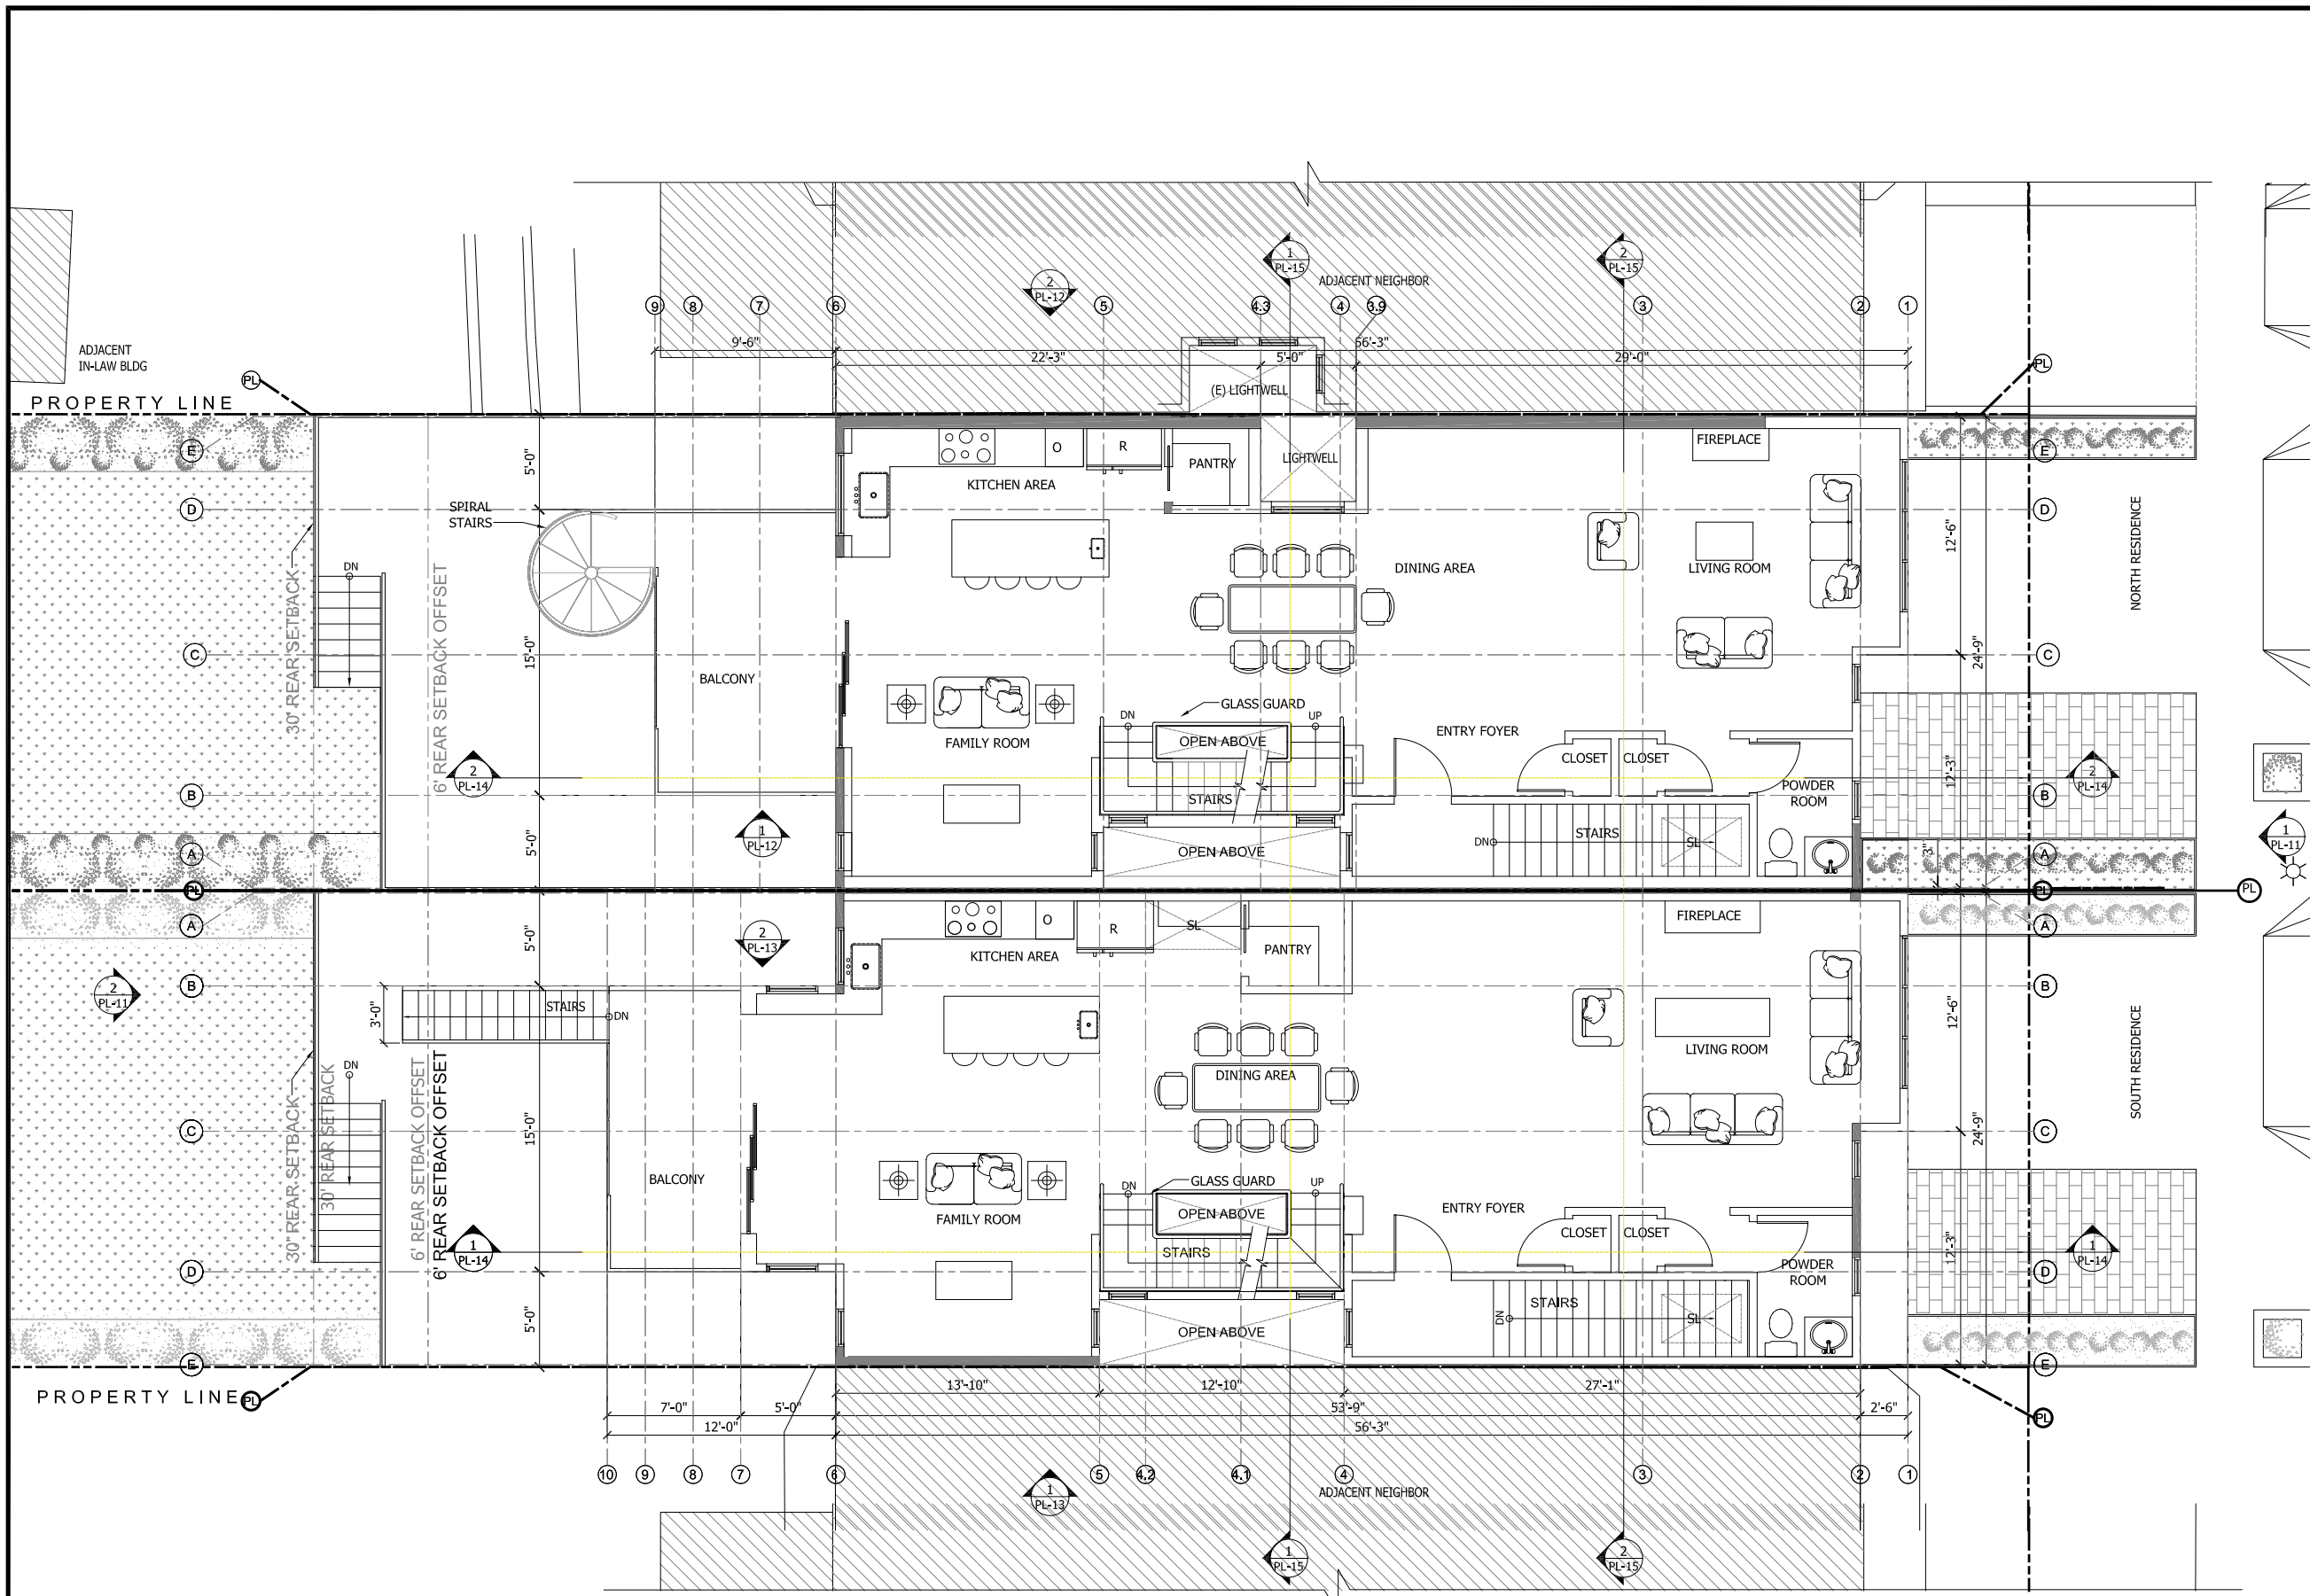 1
PL-15
2
PL-15
2
PL-12
ADJACENT NEIGHBOR
9
8
7
6
5
4.3
4
3.9
3
2
1
9'-6"
56'-3"
22'-3"
5'-0"
29'-0"
ADJACENT
IN-LAW BLDG
PL
PL
(E) LIGHTWELL
PROPERTY LINE
E
5'-0"
O
R
PANTRY
LIGHTWELL
FIREPLACE
E
KITCHEN AREA
D
SPIRAL
STAIRS
D
12'-6"
NORTH RESIDENCE
DN
30' REAR SETBACK
6' REAR SETBACK OFFSET
DINING AREA
LIVING ROOM
C
15'-0"
BALCONY
C
24'-9"
GLASS GUARD
DN
UP
FAMILY ROOM
OPEN ABOVE
ENTRY FOYER
CLOSET
CLOSET
2
PL-14
2
PL-14
12'-3"
B
STAIRS
POWDER
ROOM
B
1
PL-12
5'-0"
STAIRS
DN
SL
1
PL-11
A
OPEN ABOVE
3"
A
PL
PL
PL
A
5'-0"
2
PL-13
O
R
SL
PANTRY
FIREPLACE
A
KITCHEN AREA
2
PL-11
B
B
3'-0"
STAIRS
DN
12'-6"
SOUTH RESIDENCE
DN
30' REAR SETBACK
30' REAR SETBACK
6' REAR SETBACK OFFSET
6' REAR SETBACK OFFSET
DINING AREA
LIVING ROOM
C
15'-0"
C
24'-9"
BALCONY
GLASS GUARD
DN
UP
FAMILY ROOM
OPEN ABOVE
ENTRY FOYER
CLOSET
CLOSET
1
PL-14
1
PL-14
12'-3"
STAIRS
D
POWDER
ROOM
D
5'-0"
STAIRS
DN
SL
OPEN ABOVE
E
E
PROPERTY LINE
PL
PL
13'-10"
12'-10"
27'-1"
7'-0"
5'-0"
53'-9"
2'-6"
12'-0"
56'-3"
10
9
8
7
6
5
4.2
4.1
4
3
2
1
1
PL-13
ADJACENT NEIGHBOR
1
PL-15
2
PL-15